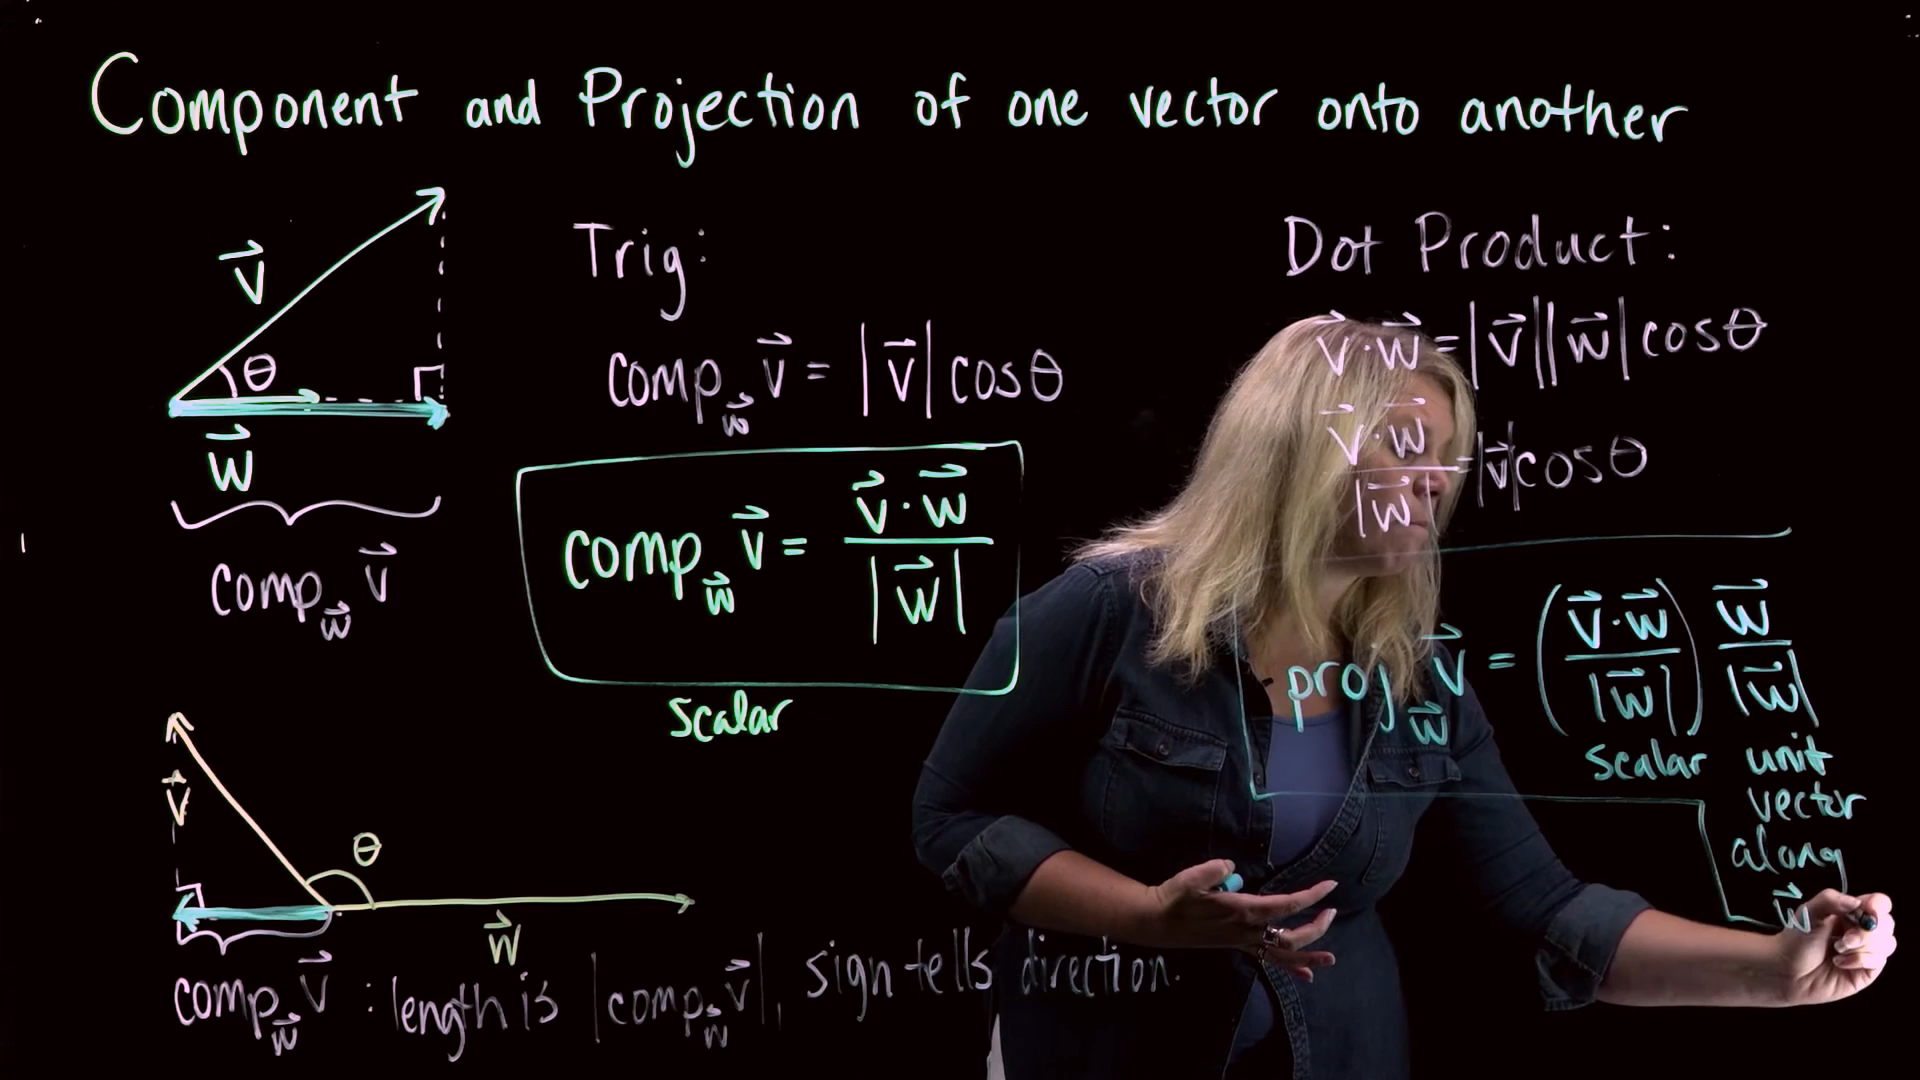 Component and Projection of one vector onto another
v⃗
θ
w⃗
comp_w⃗ v⃗
Trig:
comp_w⃗ v⃗ = |v⃗| cosθ
comp_w⃗ v⃗ = (v⃗ · w⃗) / |w⃗|
scalar
Dot Product:
v⃗ · w⃗ = |v⃗||w⃗| cosθ
(v⃗ · w⃗) / |w⃗| = |v⃗| cosθ
proj_w⃗ v⃗ = ((v⃗ · w⃗) / |w⃗|) w⃗ / |w⃗|
scalar
unit
vector
along
w⃗
v⃗
θ
w⃗
comp_w⃗ v⃗ : length is |comp_w⃗ v⃗|, sign tells direction.